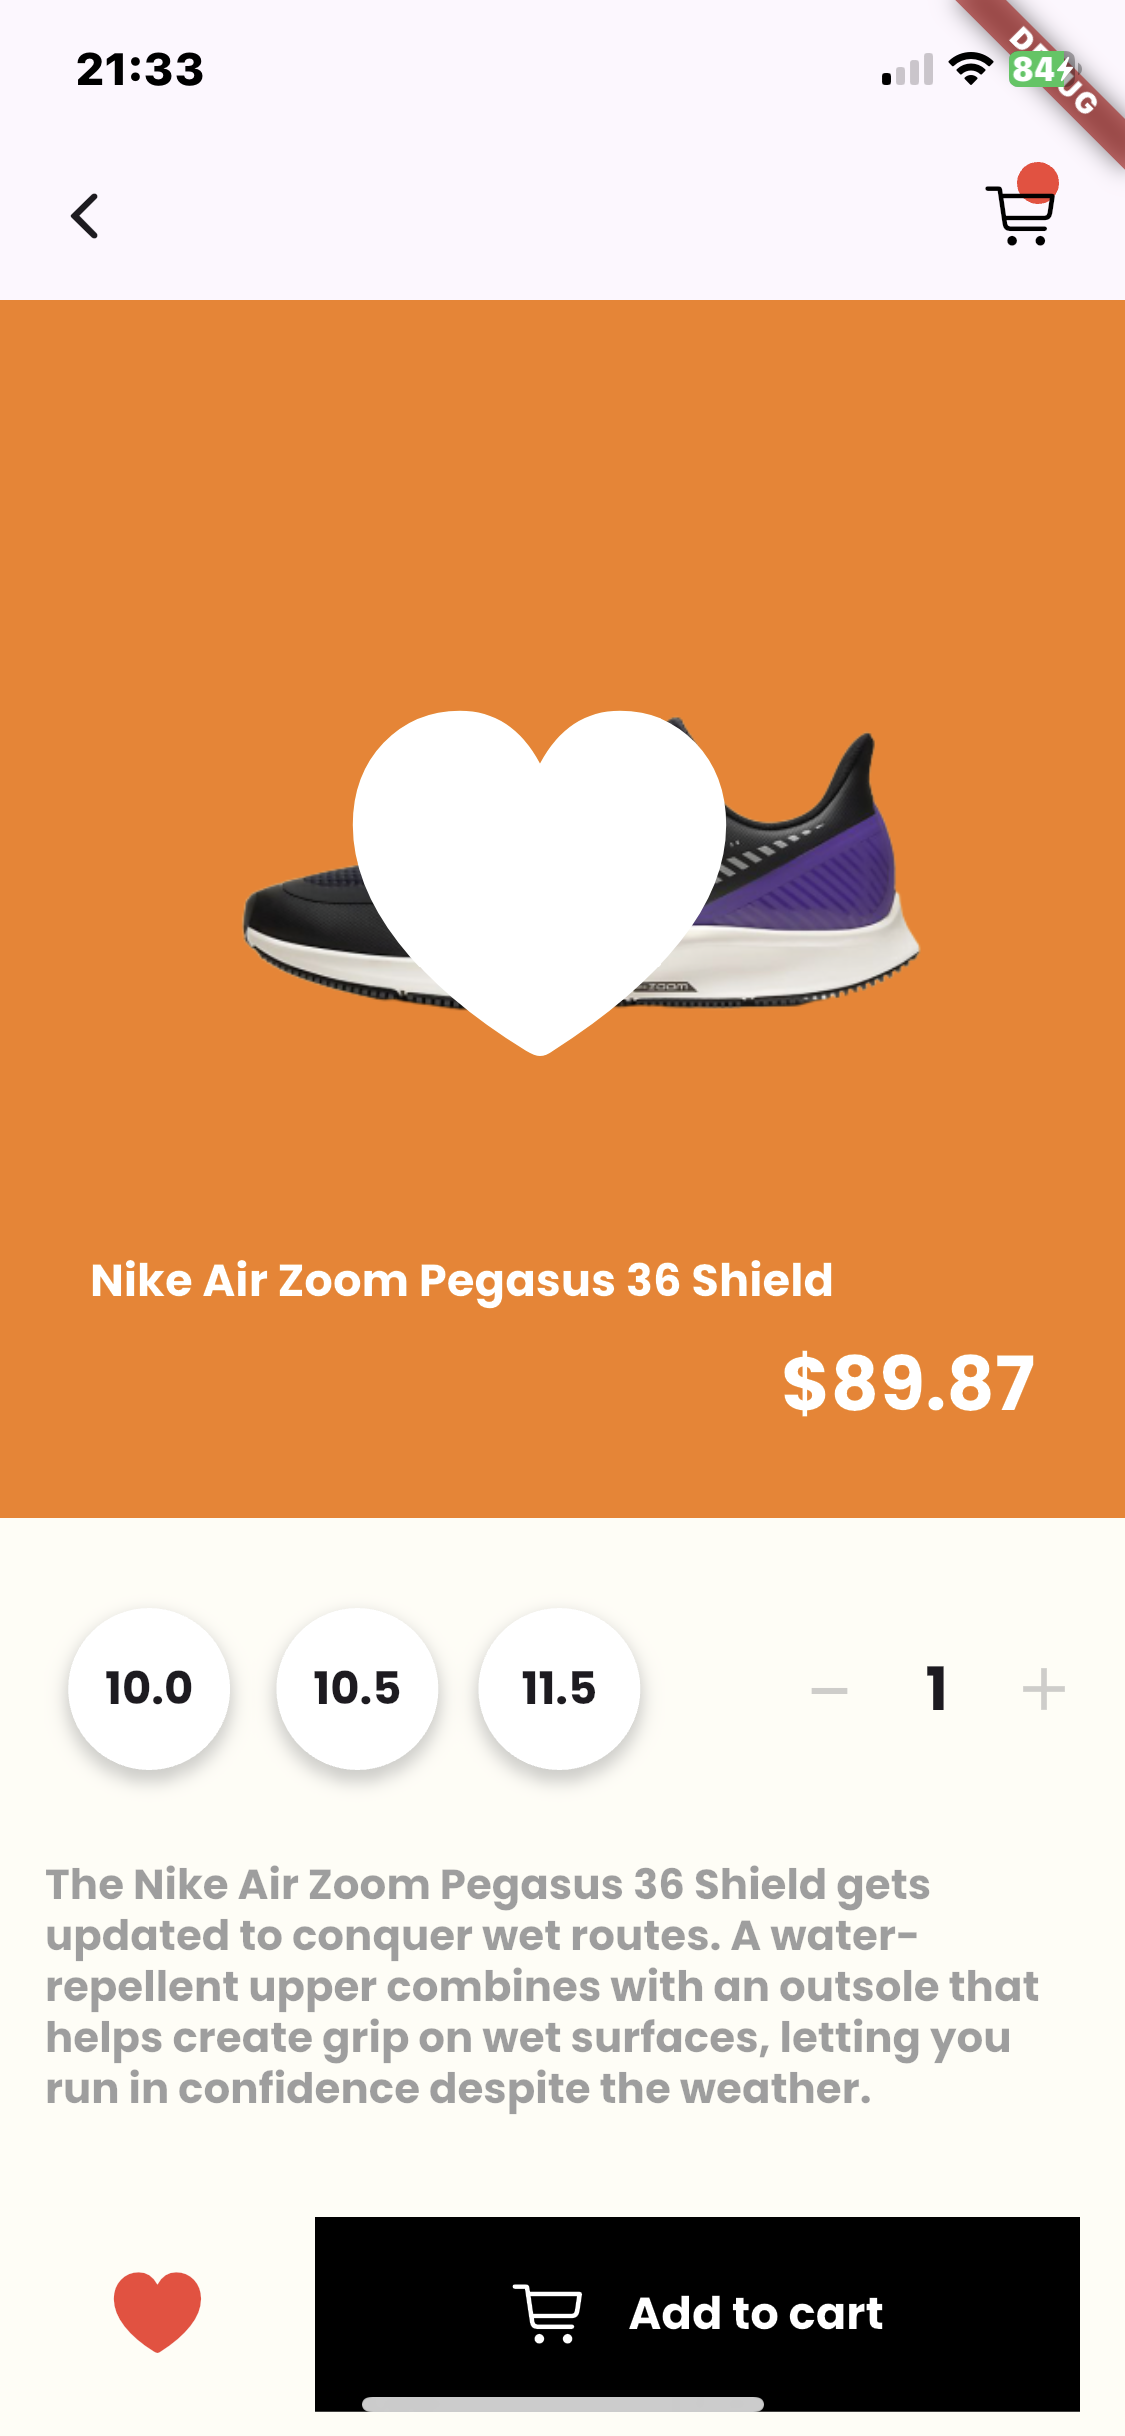 21:33
84
DEBUG
zoom
Nike Air Zoom Pegasus 36 Shield
$89.87
10.0 10.5 11.5 − 1 +
The Nike Air Zoom Pegasus 36 Shield gets
updated to conquer wet routes. A water-
repellent upper combines with an outsole that
helps create grip on wet surfaces, letting you
run in confidence despite the weather.
Add to cart